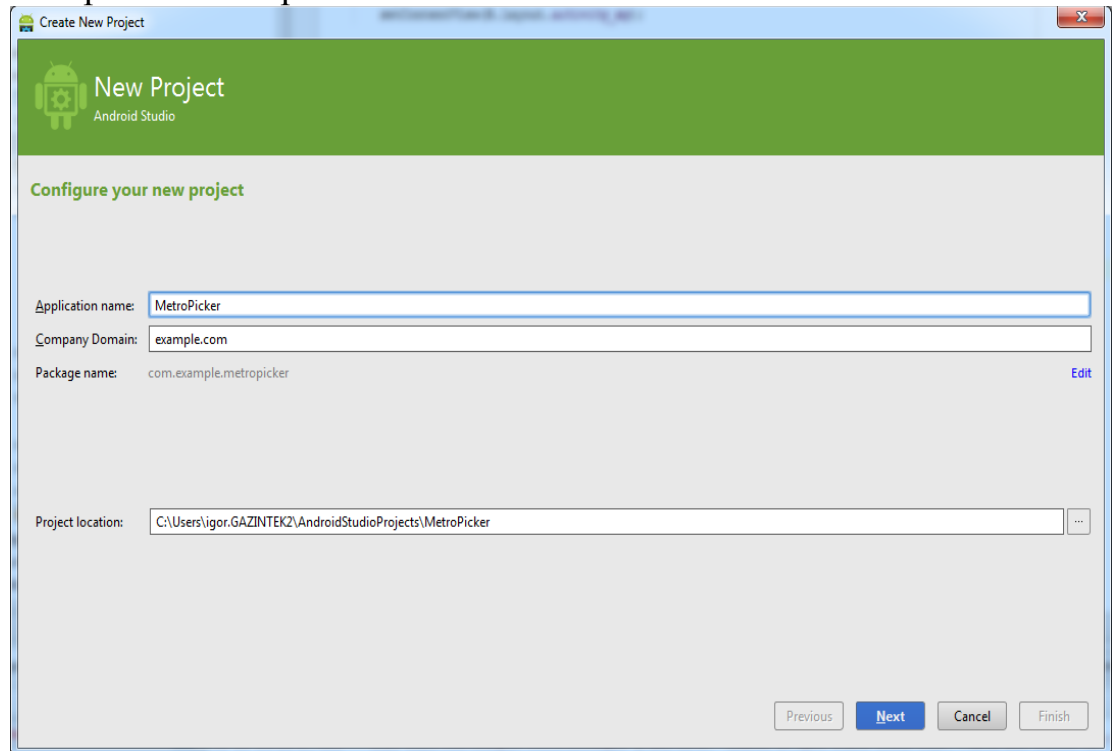 Create New Project
New Project
Android Studio
Configure your new project
Application name: MetroPicker
Company Domain: example.com
Package name: com.example.metropicker Edit
Project location: C:\Users\igor.GAZINTEK2\AndroidStudioProjects\MetroPicker ...
Previous Next Cancel Finish